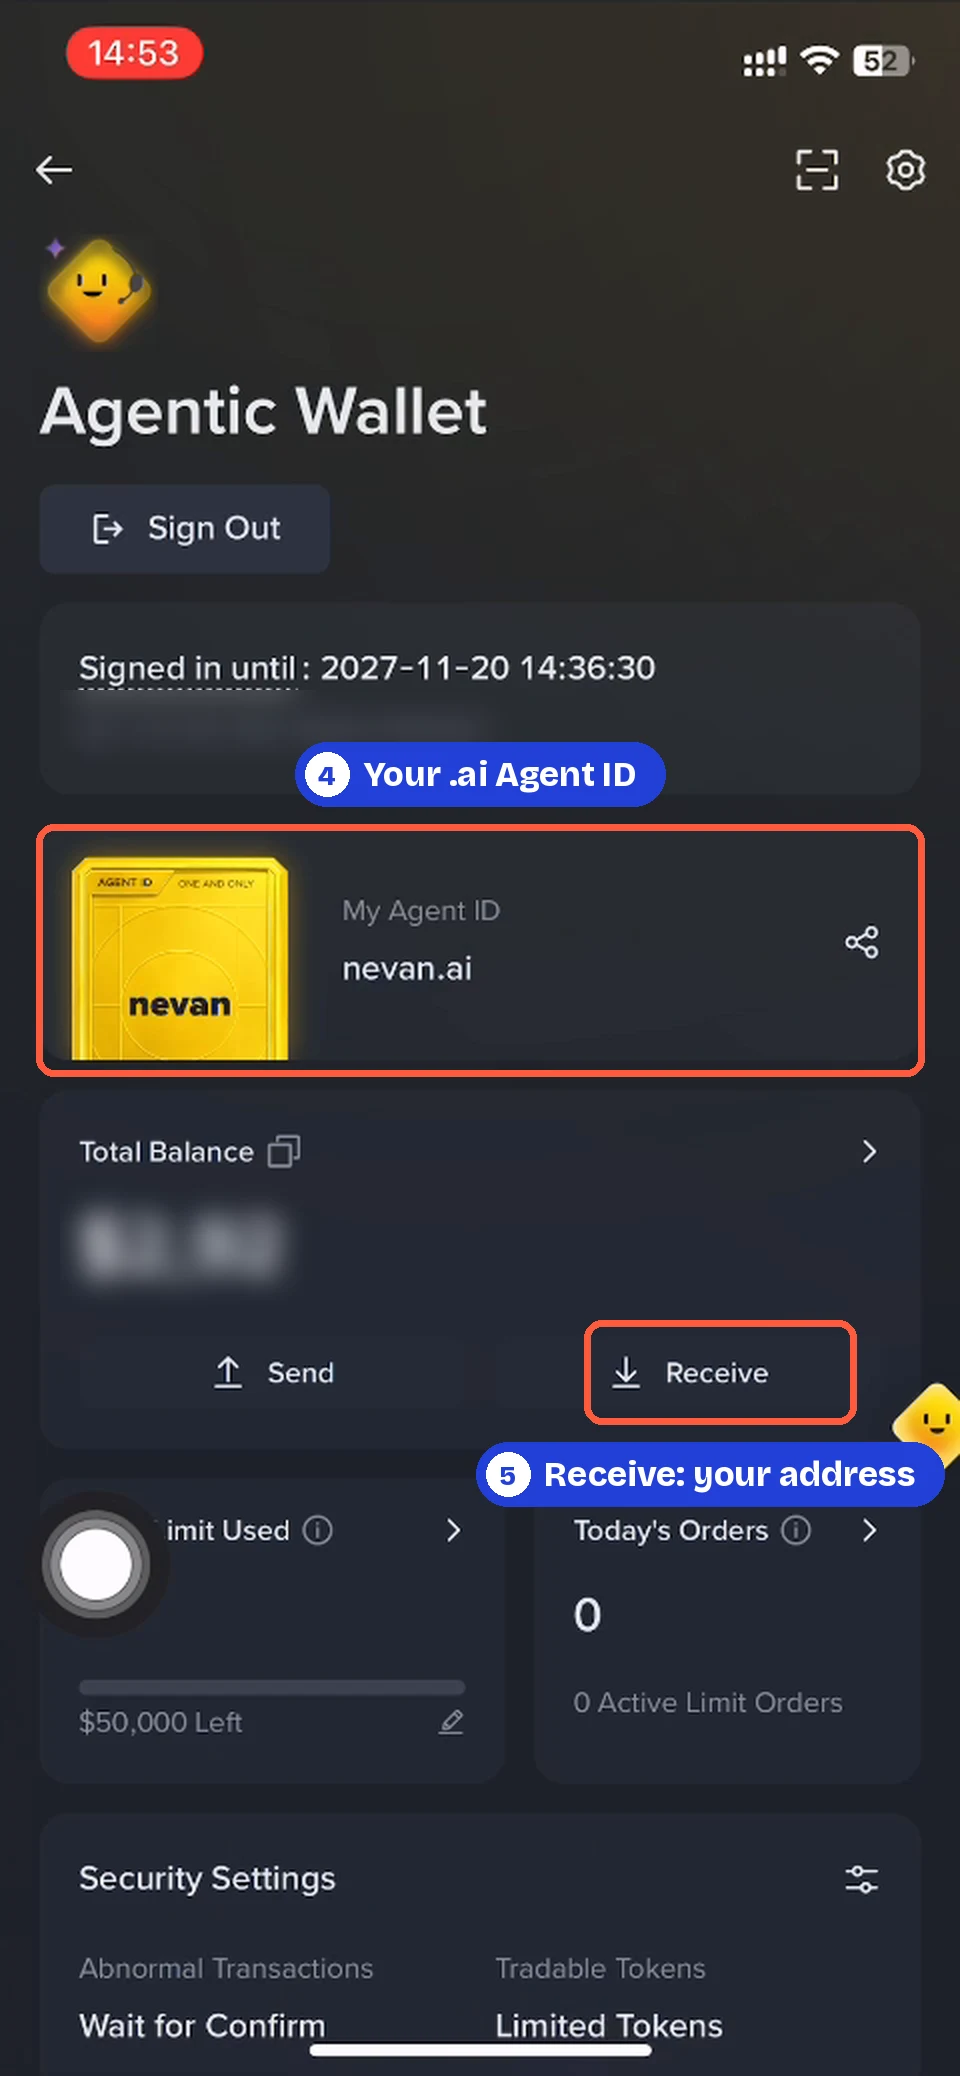 14:53
52
Agentic Wallet
Sign Out
Signed in until : 2027-11-20 14:36:30
4 Your .ai Agent ID
AGENT ID ONE AND ONLY
nevan
My Agent ID
nevan.ai
Total Balance
Send
Receive
5 Receive: your address
imit Used
Today's Orders
0
$50,000 Left
0 Active Limit Orders
Security Settings
Abnormal Transactions
Tradable Tokens
Wait for Confirm
Limited Tokens